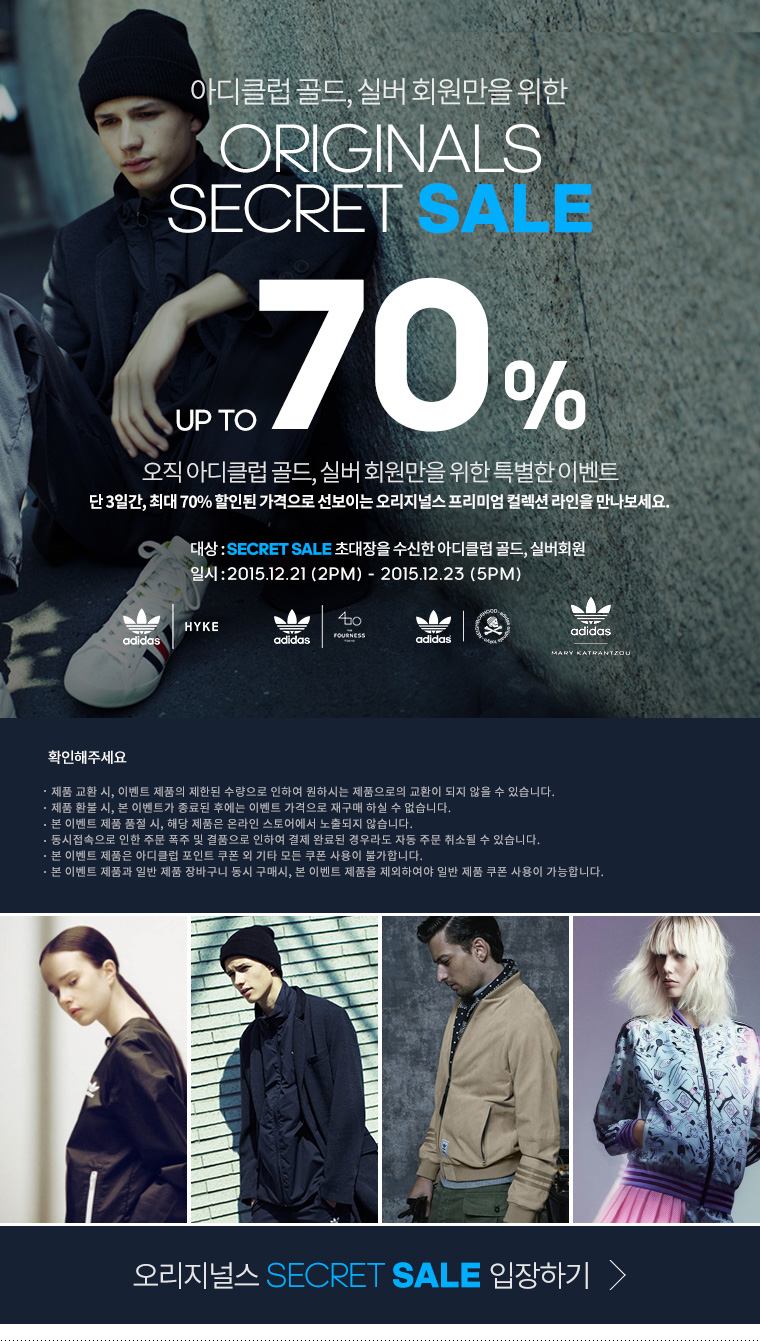 아디클럽 골드, 실버 회원만을 위한
ORIGINALS
SECRET SALE
UP TO 70%
오직 아디클럽 골드, 실버 회원만을 위한 특별한 이벤트
단 3일간, 최대 70% 할인된 가격으로 선보이는 오리지널스 프리미엄 컬렉션 라인을 만나보세요.
대상 : SECRET SALE 초대장을 수신한 아디클럽 골드, 실버회원
일시 : 2015.12.21 (2PM) - 2015.12.23 (5PM)
adidas HYKE
adidas THE FOURNESS
adidas NEIGHBORHOOD
adidas
MARY KATRANTZOU
확인해주세요
· 제품 교환 시, 이벤트 제품의 제한된 수량으로 인하여 원하시는 제품으로의 교환이 되지 않을 수 있습니다.
· 제품 환불 시, 본 이벤트가 종료된 후에는 이벤트 가격으로 재구매 하실 수 없습니다.
· 본 이벤트 제품 품절 시, 해당 제품은 온라인 스토어에서 노출되지 않습니다.
· 동시접속으로 인한 주문 폭주 및 결품으로 인하여 결제 완료된 경우라도 자동 주문 취소될 수 있습니다.
· 본 이벤트 제품은 아디클럽 포인트 쿠폰 외 기타 모든 쿠폰 사용이 불가합니다.
· 본 이벤트 제품과 일반 제품 장바구니 동시 구매시, 본 이벤트 제품을 제외하여야 일반 제품 쿠폰 사용이 가능합니다.
오리지널스 SECRET SALE 입장하기